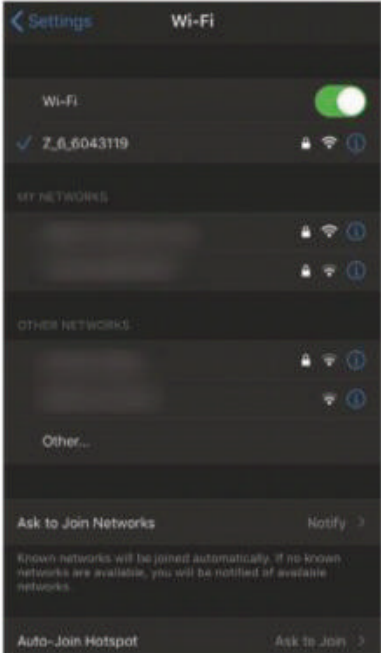 Settings
Wi-Fi
Wi-Fi
Z_6_6043119
MY NETWORKS
OTHER NETWORKS
Other...
Ask to Join Networks
Notify
Known networks will be joined automatically. If no known
networks are available, you will be notified of available
networks.
Auto-Join Hotspot
Ask to Join